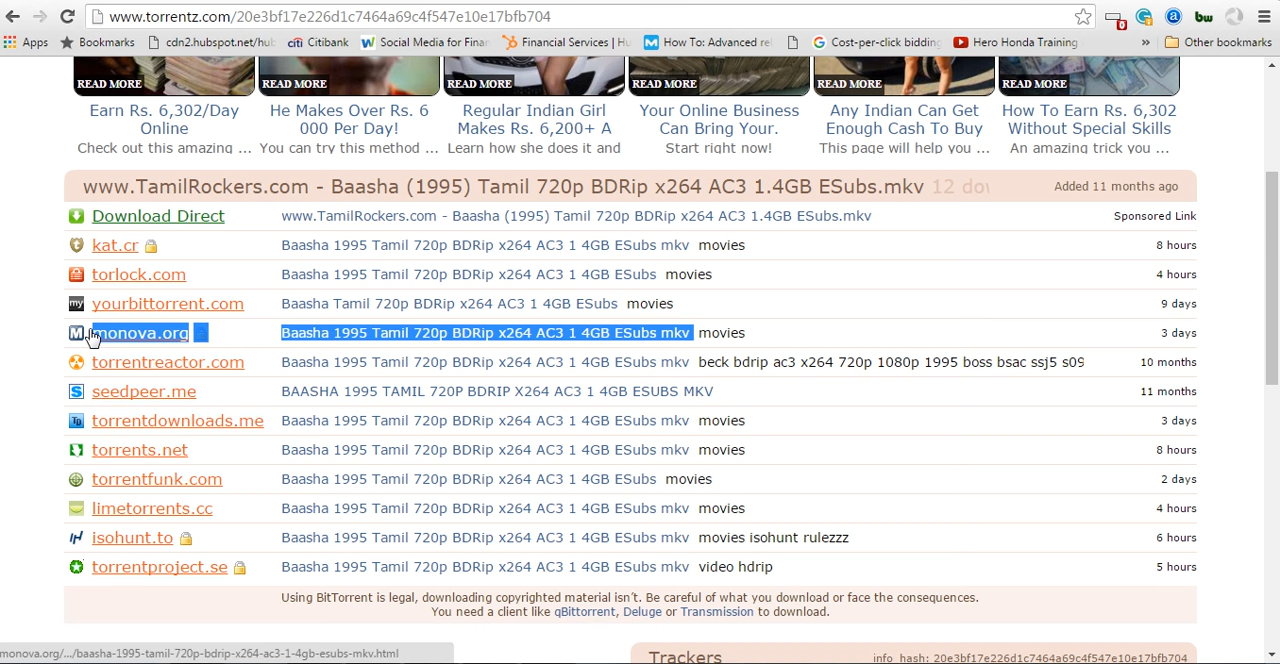 www.torrentz.com/20e3bf17e226d1c7464a69c4f547e10e17bfb704
Apps Bookmarks cdn2.hubspot.net/hub citi Citibank Social Media for Finan Financial Services | Hu How To: Advanced re Cost-per-click bidding Hero Honda Training » Other bookmarks
READ MORE READ MORE READ MORE READ MORE READ MORE READ MORE
Earn Rs. 6,302/Day Online
Check out this amazing ...
He Makes Over Rs. 6 000 Per Day!
You can try this method ...
Regular Indian Girl Makes Rs. 6,200+ A
Learn how she does it and
Your Online Business Can Bring Your.
Start right now!
Any Indian Can Get Enough Cash To Buy
This page will help you ...
How To Earn Rs. 6,302 Without Special Skills
An amazing trick you ...
www.TamilRockers.com - Baasha (1995) Tamil 720p BDRip x264 AC3 1.4GB ESubs.mkv 12 do Added 11 months ago
Download Direct www.TamilRockers.com - Baasha (1995) Tamil 720p BDRip x264 AC3 1.4GB ESubs.mkv Sponsored Link
kat.cr Baasha 1995 Tamil 720p BDRip x264 AC3 1 4GB ESubs mkv movies 8 hours
torlock.com Baasha 1995 Tamil 720p BDRip x264 AC3 1 4GB ESubs movies 4 hours
yourbittorrent.com Baasha Tamil 720p BDRip x264 AC3 1 4GB ESubs movies 9 days
monova.org Baasha 1995 Tamil 720p BDRip x264 AC3 1 4GB ESubs mkv movies 3 days
torrentreactor.com beck bdrip ac3 x264 720p 1080p 1995 boss bsac ssj5 s09 10 months
Baasha 1995 Tamil 720p BDRip x264 AC3 1 4GB ESubs mkv
seedpeer.me BAASHA 1995 TAMIL 720P BDRIP X264 AC3 1 4GB ESUBS MKV 11 months
torrentdownloads.me Baasha 1995 Tamil 720p BDRip x264 AC3 1 4GB ESubs mkv movies 3 days
torrents.net Baasha 1995 Tamil 720p BDRip x264 AC3 1 4GB ESubs mkv movies 8 hours
torrentfunk.com Baasha 1995 Tamil 720p BDRip x264 AC3 1 4GB ESubs movies 2 days
limetorrents.cc Baasha 1995 Tamil 720p BDRip x264 AC3 1 4GB ESubs mkv movies 4 hours
isohunt.to Baasha 1995 Tamil 720p BDRip x264 AC3 1 4GB ESubs mkv movies isohunt rulezzz 6 hours
torrentproject.se Baasha 1995 Tamil 720p BDRip x264 AC3 1 4GB ESubs mkv video hdrip 5 hours
Using BitTorrent is legal, downloading copyrighted material isn't. Be careful of what you download or face the consequences.
You need a client like qBittorrent, Deluge or Transmission to download.
monova.org/.../baasha-1995-tamil-720p-bdrip-x264-ac3-1-4gb-esubs-mkv.html
Trackers info_hash: 20e3bf17e226d1c7464a69c4f547e10e17bfb704